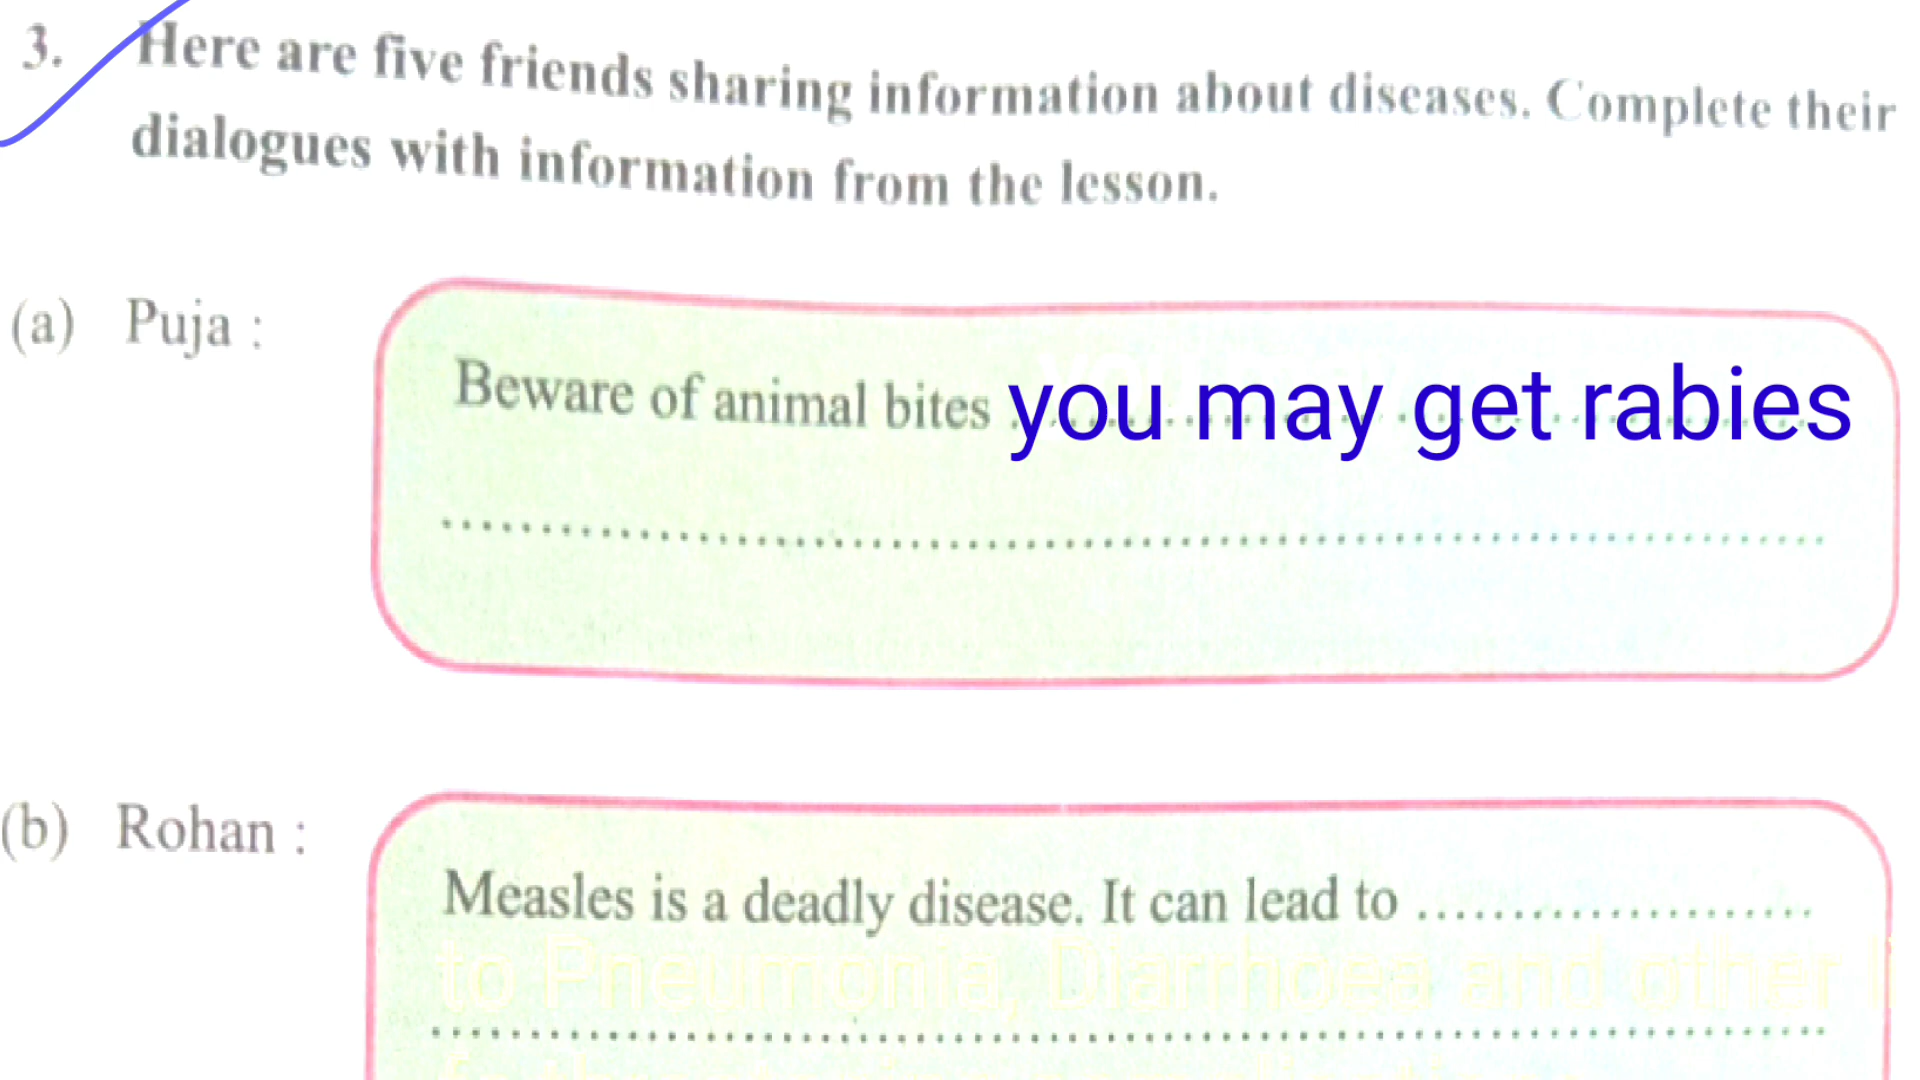 3. Here are five friends sharing information about diseases. Complete their
dialogues with information from the lesson.
(a) Puja :
Beware of animal bites you may get rabies
(b) Rohan :
Measles is a deadly disease. It can lead to ....................
to Pneumonia, Diarrhoea and other